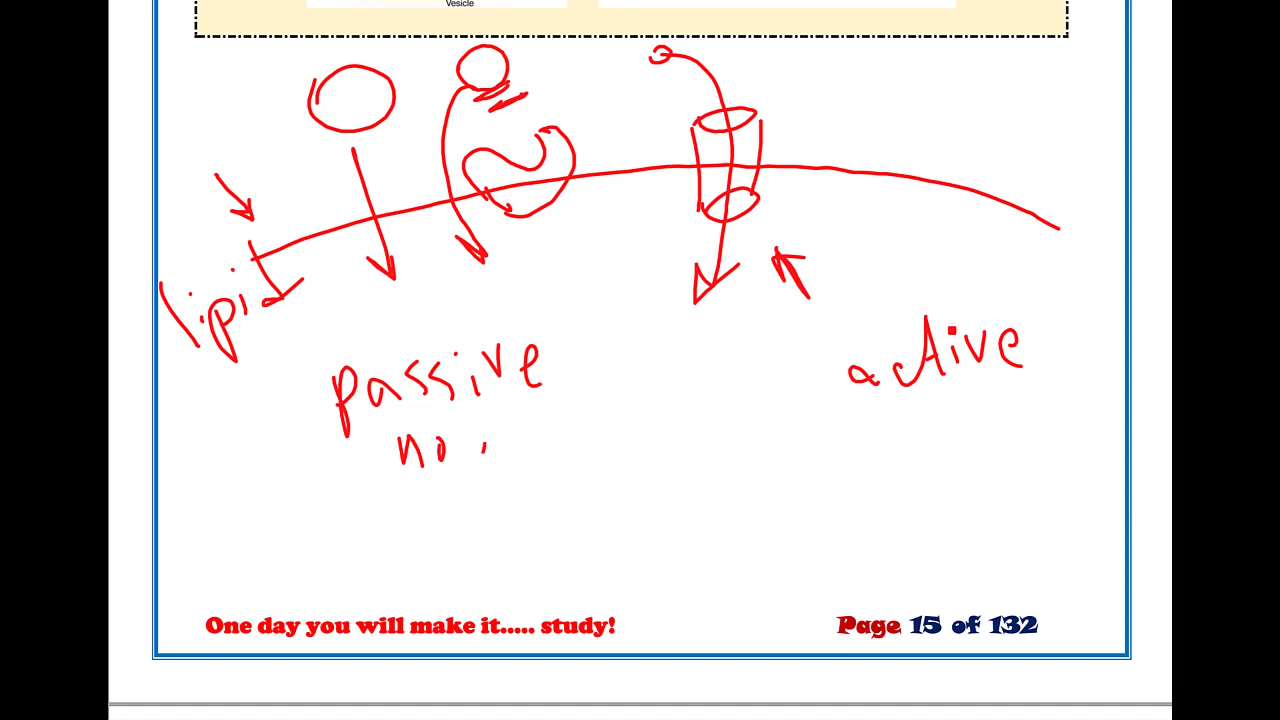 Vesicle
lipid
passive
active
no
One day you will make it..... study!
Page 15 of 132